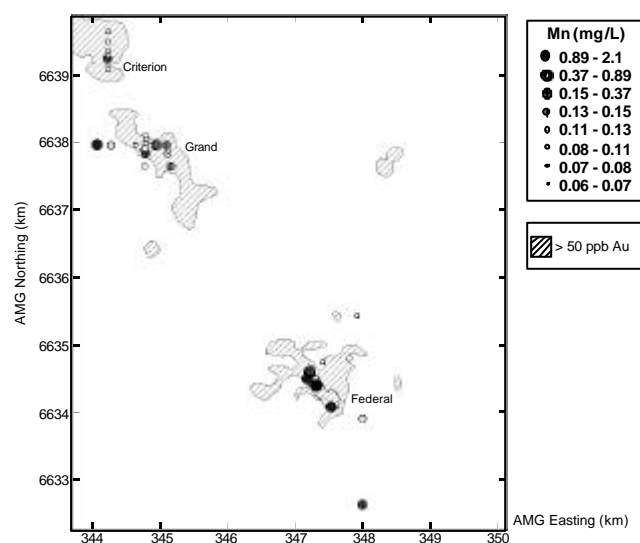 Mn (mg/L)
0.89 - 2.1
0.37 - 0.89
0.15 - 0.37
0.13 - 0.15
0.11 - 0.13
0.08 - 0.11
0.07 - 0.08
0.06 - 0.07
> 50 ppb Au
AMG Northing (km)
6639
6638
6637
6636
6635
6634
6633
Criterion
Grand
Federal
344
345
346
347
348
349
350
AMG Easting (km)